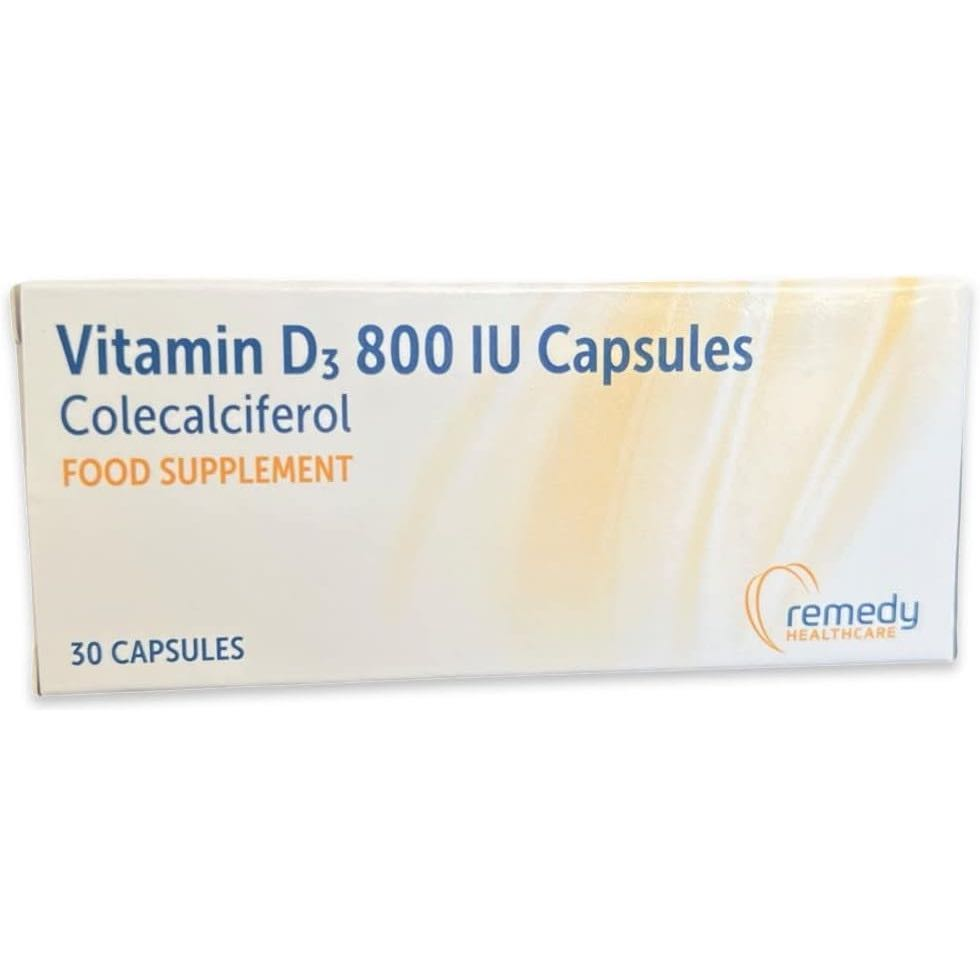 Vitamin D₃ 800 IU Capsules
Colecalciferol
FOOD SUPPLEMENT
30 CAPSULES
remedy
HEALTHCARE